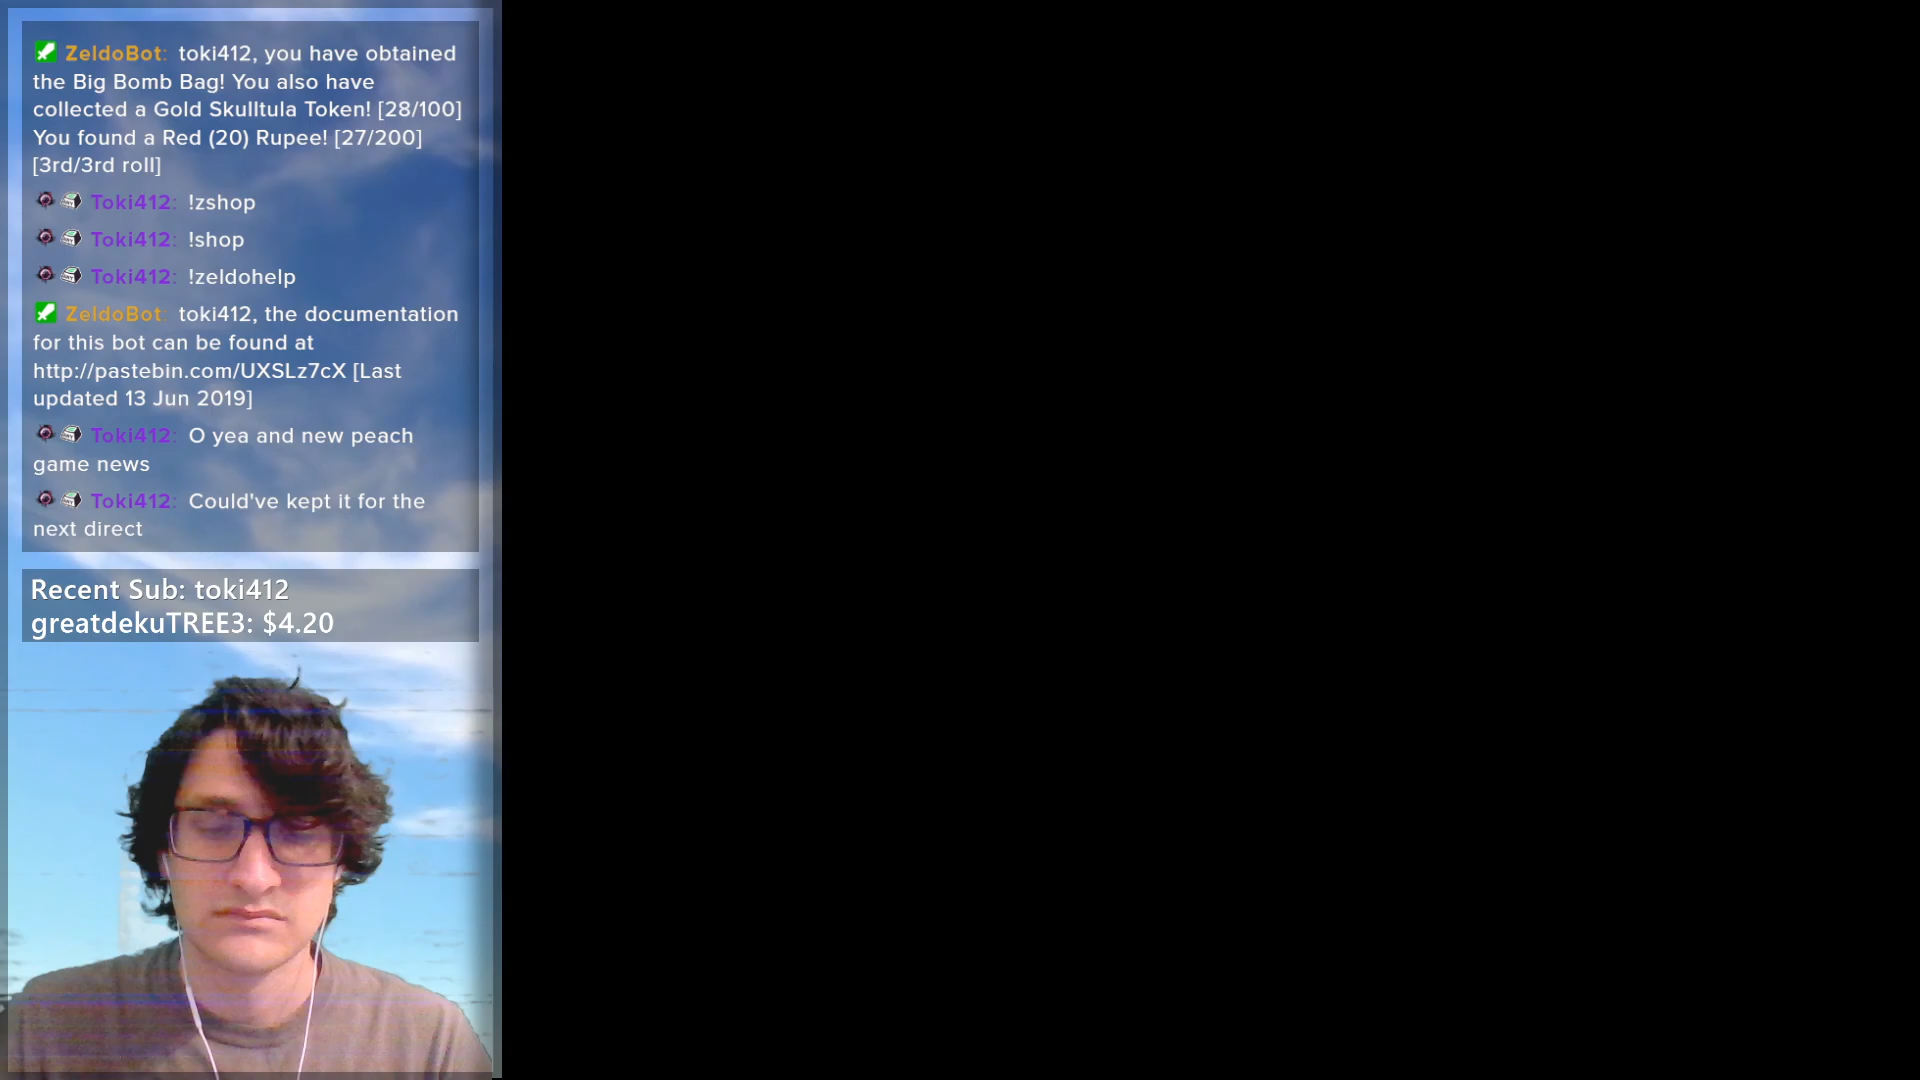 ZeldoBot: toki412, you have obtained
the Big Bomb Bag! You also have
collected a Gold Skulltula Token! [28/100]
You found a Red (20) Rupee! [27/200]
[3rd/3rd roll]
Toki412: !zshop
Toki412: !shop
Toki412: !zeldohelp
ZeldoBot: toki412, the documentation
for this bot can be found at
http://pastebin.com/UXSLz7cX [Last
updated 13 Jun 2019]
Toki412: O yea and new peach
game news
Toki412: Could've kept it for the
next direct
Recent Sub: toki412
greatdekuTREE3: $4.20